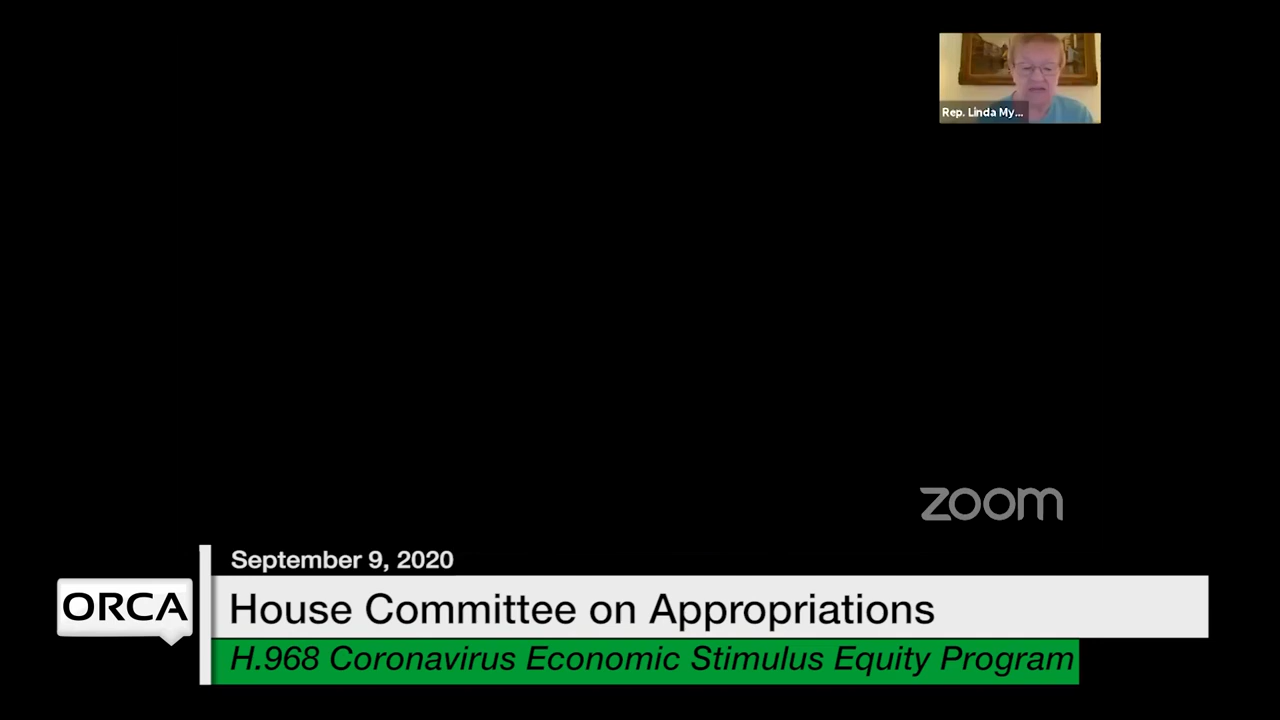 Rep. Linda My...
zoom
September 9, 2020
ORCA
House Committee on Appropriations
H.968 Coronavirus Economic Stimulus Equity Program